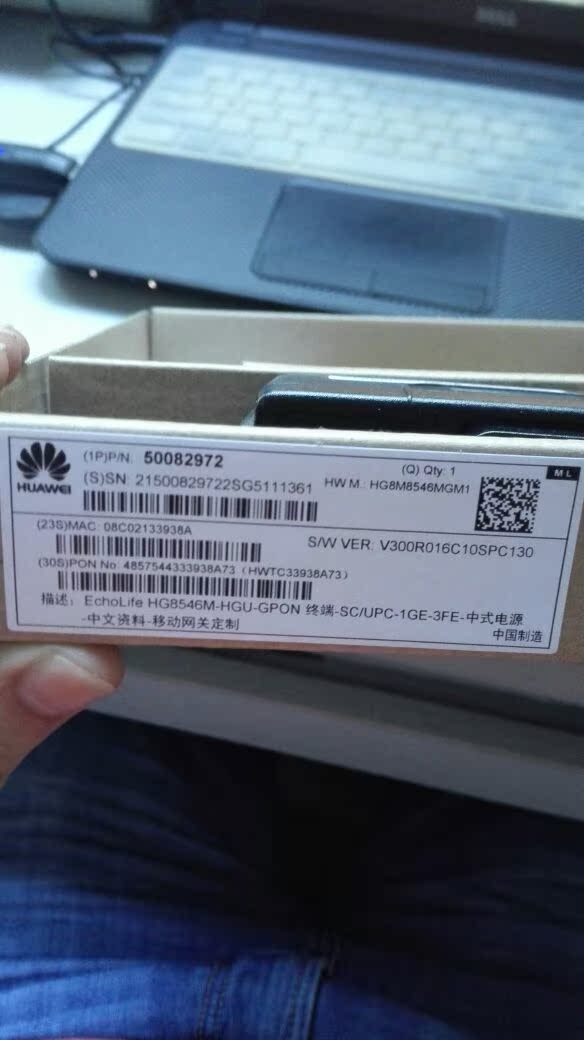 DELL
HUAWEI
(1P)P/N: 50082972
(Q) Qty: 1
M L
(S)SN: 21500829722SG5111361
HW M.: HG8M8546MGM1
(23S)MAC: 08C02133938A
S/W VER: V300R016C10SPC130
(30S)PON No: 4857544333938A73（HWTC33938A73）
描述： EchoLife HG8546M-HGU-GPON 终端-SC/UPC-1GE-3FE-中式电源
-中文资料-移动网关定制
中国制造